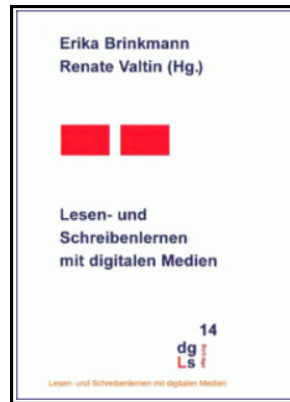 Erika Brinkmann
Renate Valtin (Hg.)
Lesen- und
Schreibenlernen
mit digitalen Medien
14
dg
Ls
Beiträge
Lesen- und Schreibenlernen mit digitalen Medien